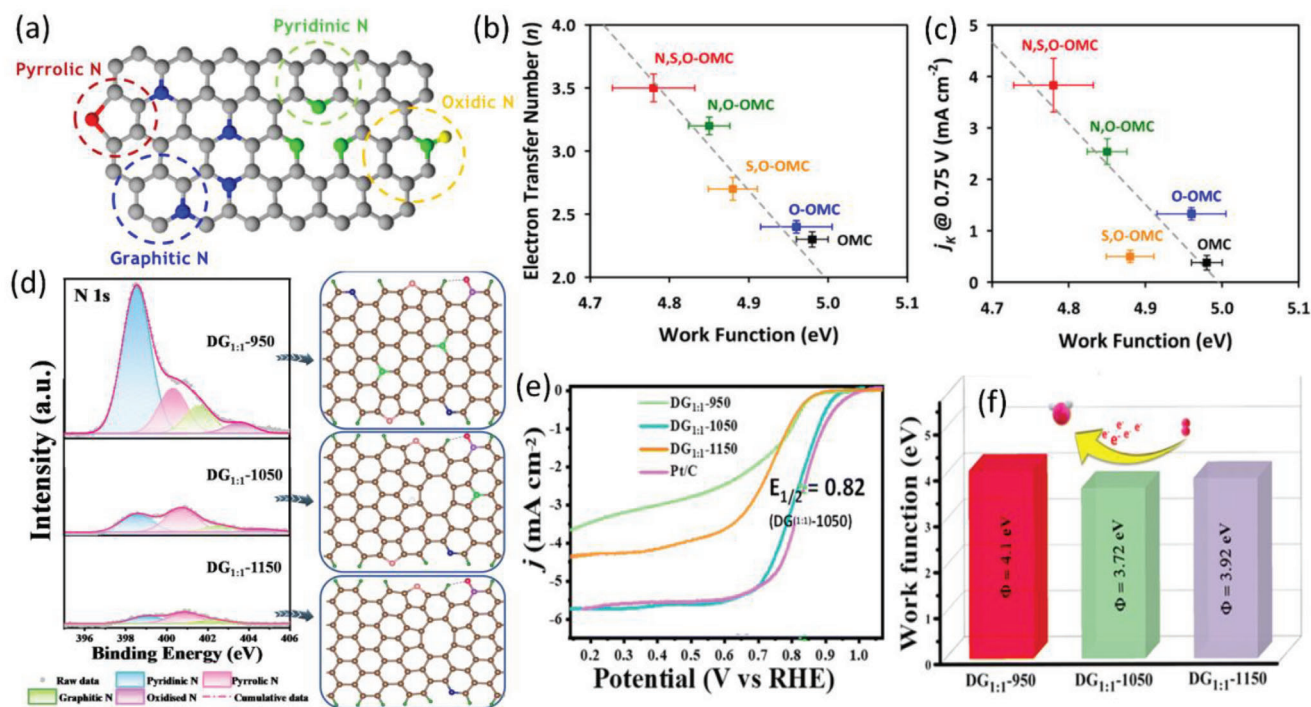 (a)
Pyridinic N
Pyrrolic N
Oxidic N
Graphitic N
(b)
Electron Transfer Number (n)
4.0
3.5
3.0
2.5
2.0
N,S,O-OMC
N,O-OMC
S,O-OMC
O-OMC
OMC
4.7 4.8 4.9 5.0 5.1
Work Function (eV)
(c)
jK @ 0.75 V (mA cm-2)
5
4
3
2
1
0
N,S,O-OMC
N,O-OMC
O-OMC
S,O-OMC
OMC
4.7 4.8 4.9 5.0 5.1
Work Function (eV)
(d)
N 1s
Intensity (a.u.)
DG1:1-950
DG1:1-1050
DG1:1-1150
396 398 400 402 404 406
Binding Energy (eV)
Raw data Pyridinic N Pyrrolic N
Graphitic N Oxidised N Cumulative data
(e)
j (mA cm-2)
0
-1
-2
-3
-4
-5
-6
DG1:1-950
DG1:1-1050
DG1:1-1150
Pt/C
E1/2 = 0.82
(DG(1:1)-1050)
0.2 0.3 0.4 0.5 0.6 0.7 0.8 0.9 1.0
Potential (V vs RHE)
(f)
Work function (eV)
5
4
3
2
1
0
e- e- e- e-
Φ = 4.1 eV
Φ = 3.72 eV
Φ = 3.92 eV
DG1:1-950 DG1:1-1050 DG1:1-1150